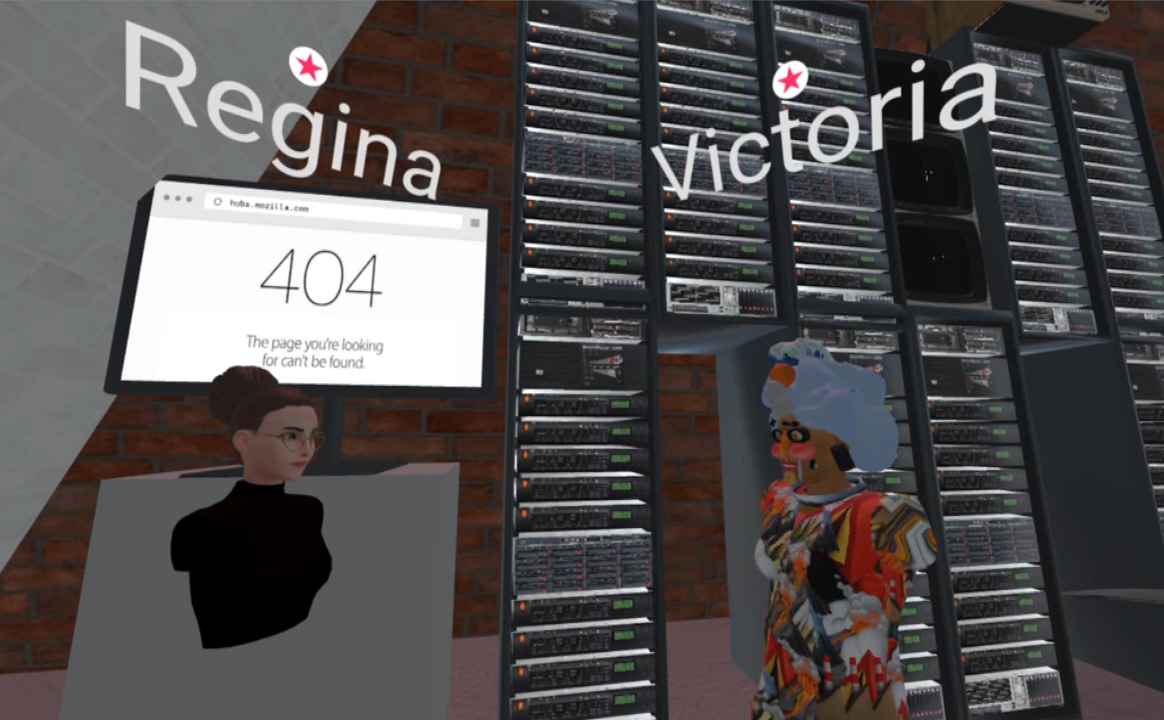 Regina
Victoria
hubs.mozilla.com
404
The page you're looking
for can't be found.